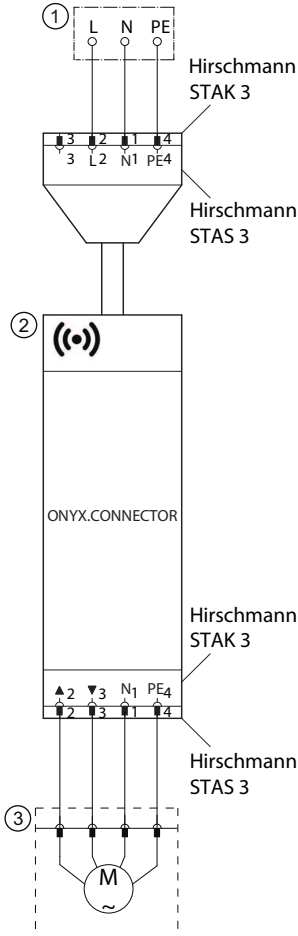 1
L N PE
Hirschmann
STAK 3
3 2 1 4
3 L2 N1 PE4
Hirschmann
STAS 3
2
ONYX.CONNECTOR
Hirschmann
STAK 3
▲2 ▼3 N1 PE4
2 3 1 4
Hirschmann
STAS 3
3
M
~